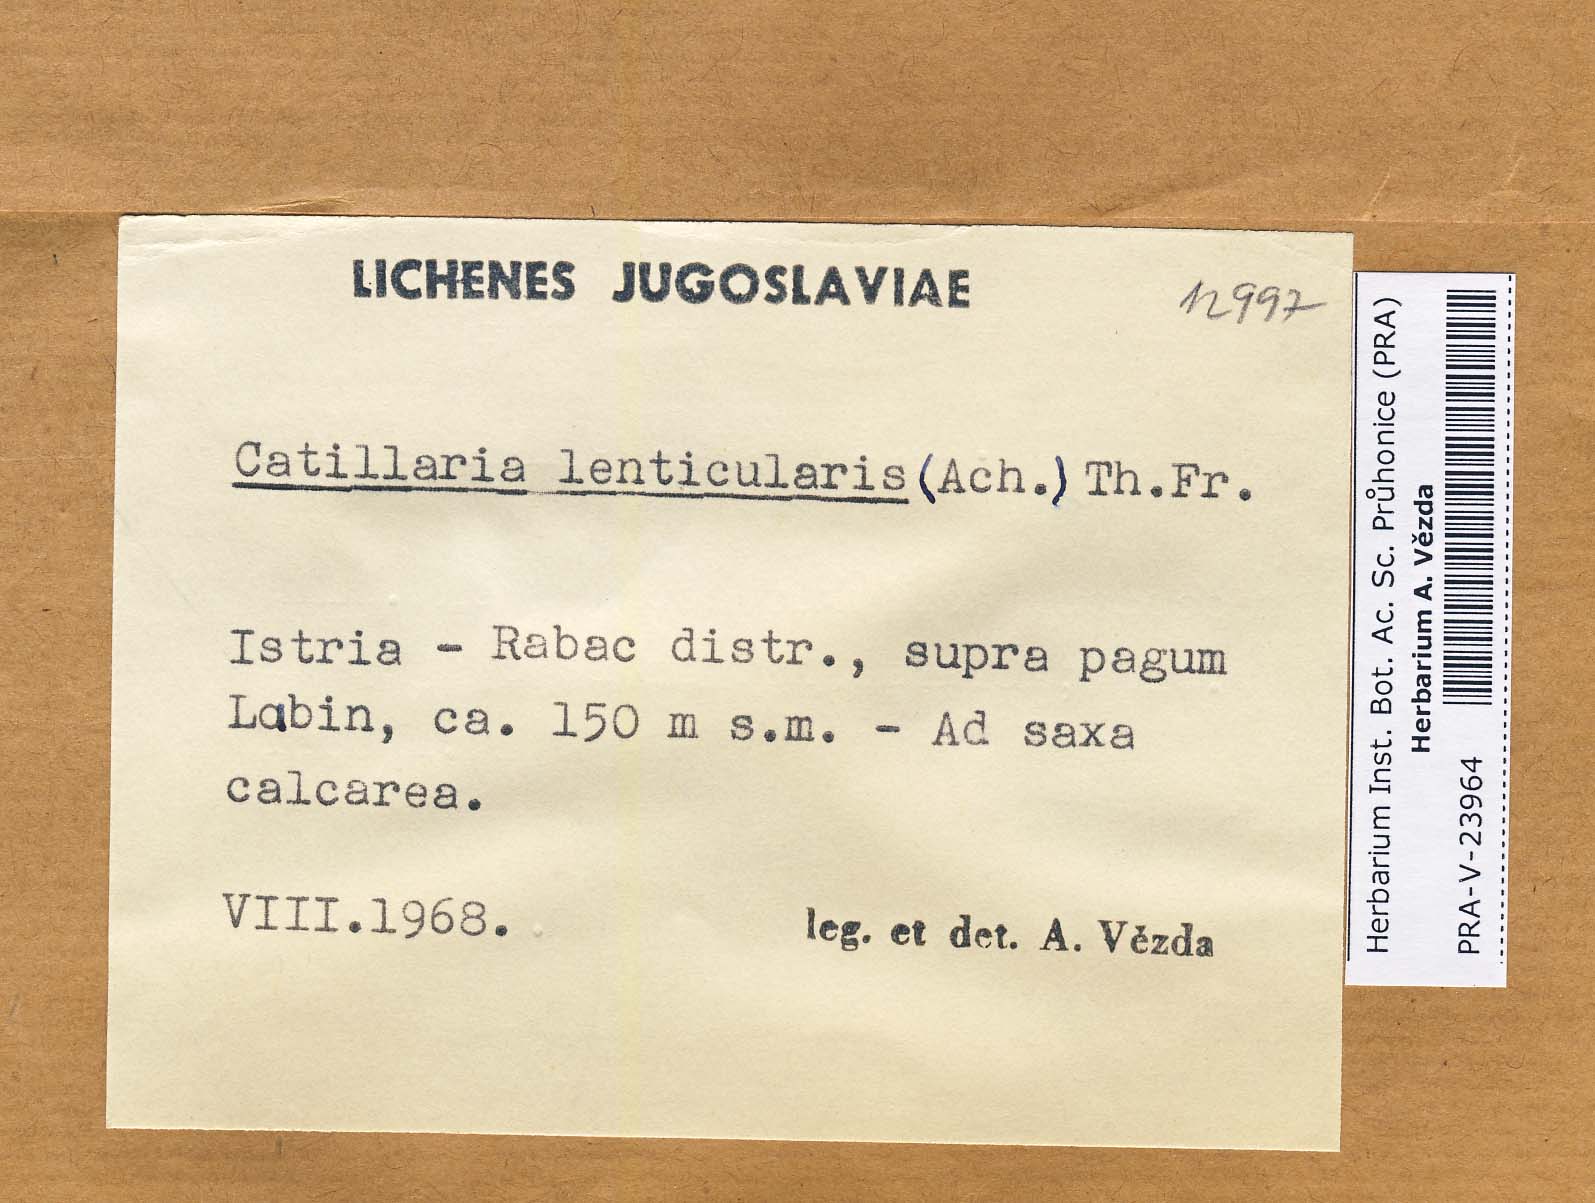 LICHENES JUGOSLAVIAE
12997
Catillaria lenticularis (Ach.) Th.Fr.
Istria - Rabac distr., supra pagum
Labin, ca. 150 m s.m. - Ad saxa
calcarea.
VIII.1968.
leg. et det. A. Vězda
Herbarium Inst. Bot. Ac. Sc. Průhonice (PRA)
Herbarium A. Vězda
PRA-V-23964